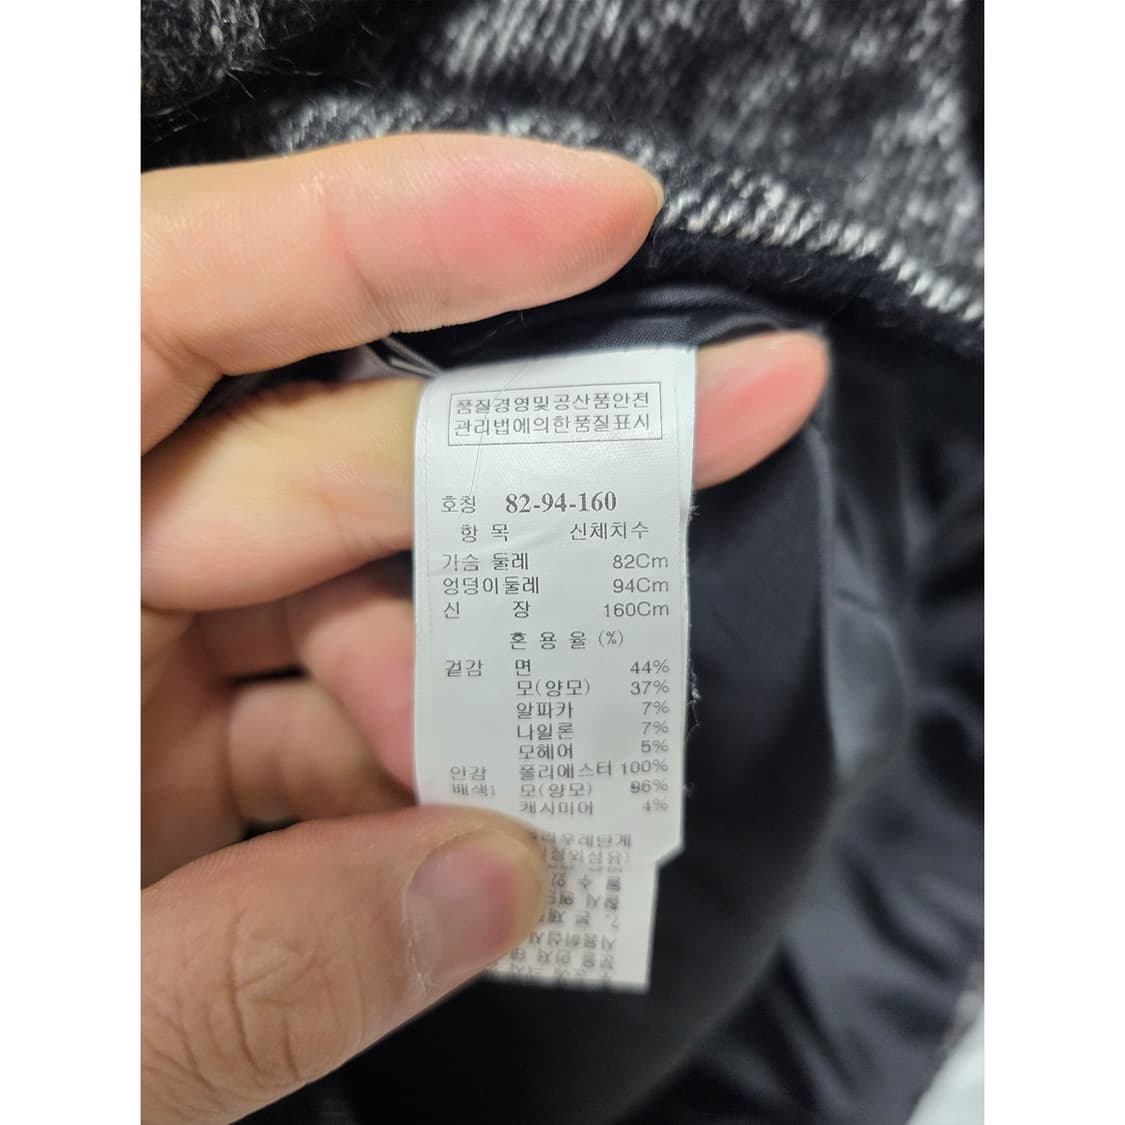 품질경영및공산품안전
관리법에의한품질표시
호칭 82-94-160
항 목 신체치수
가슴 둘레 82Cm
엉덩이둘레 94Cm
신 장 160Cm
혼 용 율 (%)
겉감 면 44%
모(양모) 37%
알파카 7%
나일론 7%
모헤어 5%
안감 폴리에스터 100%
배색1 모(양모) 96%
캐시미어 4%